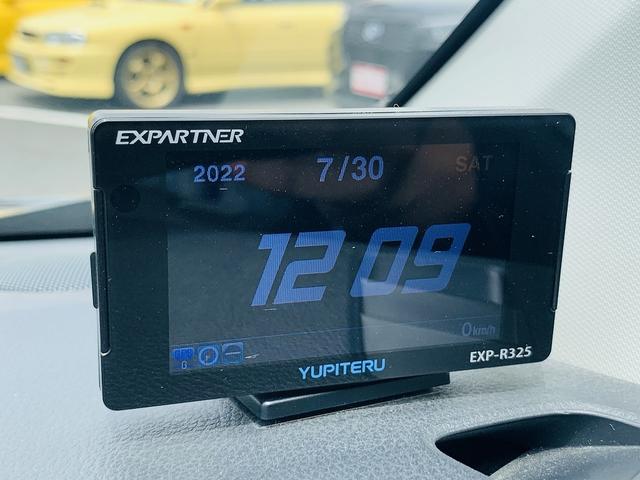 EXPARTNER
2022 7/30 SAT
12 09
0km/h
YUPITERU
EXP-R325